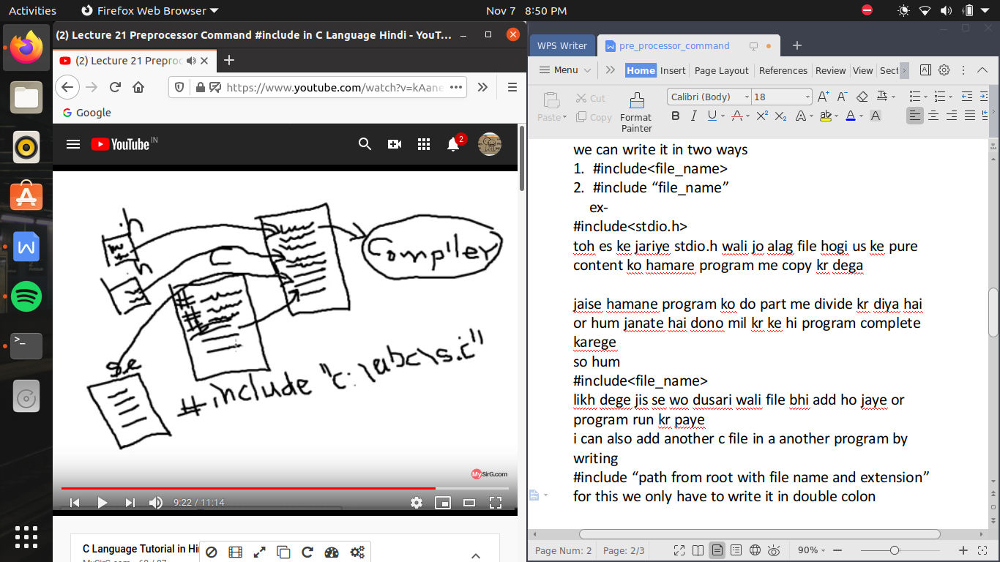 Activities
Firefox Web Browser
Nov 7 8:50 PM
(2) Lecture 21 Preprocessor Command #include in C Language Hindi - YouT...
(2) Lecture 21 Preproc
https://www.youtube.com/watch?v=kAane
Google
YouTube IN
2
.h
.h
C
Compiler
# include "c:\abc\s.c"
MySirG.com
9:22 / 11:14
C Language Tutorial in Hi
WPS Writer
pre_processor_command
Menu
Home Insert Page Layout References Review View Sect
Paste Cut Copy Format Painter
Calibri (Body) 18
we can write it in two ways
1. #include<file_name>
2. #include “file_name”
ex-
#include<stdio.h>
toh es ke jariye stdio.h wali jo alag file hogi us ke pure
content ko hamare program me copy kr dega
jaise hamane program ko do part me divide kr diya hai
or hum janate hai dono mil kr ke hi program complete
karege
so hum
#include<file_name>
likh dege jis se wo dusari wali file bhi add ho jaye or
program run kr paye
i can also add another c file in a another program by
writing
#include “path from root with file name and extension”
for this we only have to write it in double colon
Page Num: 2 Page: 2/3
90%